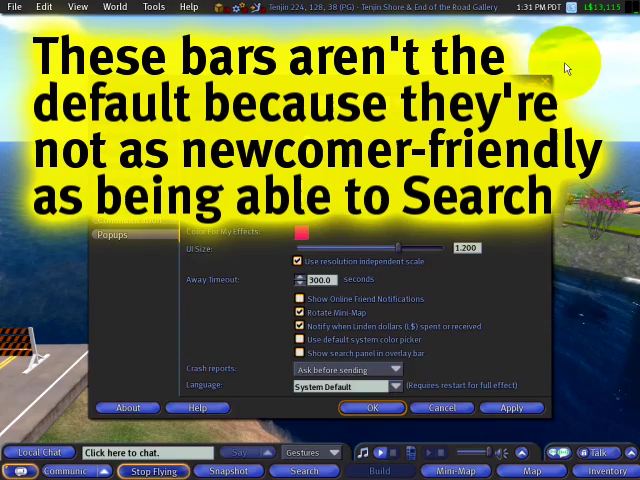 File Edit View World Tools Help Tenjin 224, 128, 38 (PG) - Tenjin Shore & End of the Road Gallery 1:31 PM PDT L$13,115
These bars aren't the
default because they're
not as newcomer-friendly
as being able to Search
Popups
Color For My Effects:
UI Size: 1.200
Use resolution independent scale
Away Timeout: 300.0 seconds
Show Online Friend Notifications
Rotate Mini-Map
Notify when Linden dollars (L$) spent or received
Use default system color picker
Show search panel in overlay bar
Crash reports: Ask before sending
Language: System Default (Requires restart for full effect)
About Help OK Cancel Apply
Local Chat Click here to chat. Say Gestures Talk
Communic Stop Flying Snapshot Search Build Mini-Map Map Inventory